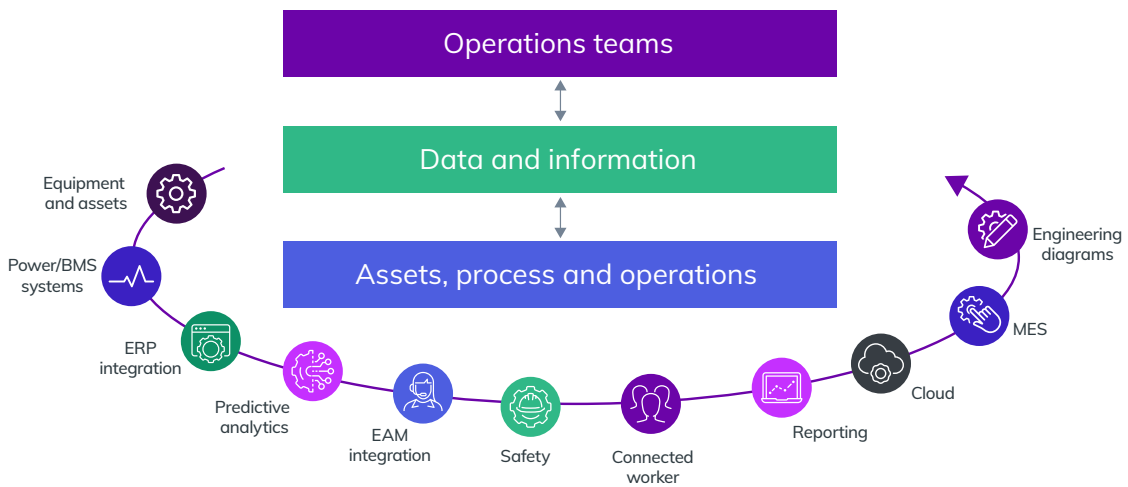 Operations teams
Data and information
Assets, process and operations
Equipment
and assets
Power/BMS
systems
ERP
integration
Predictive
analytics
EAM
integration
Safety
Connected
worker
Reporting
Cloud
MES
Engineering
diagrams